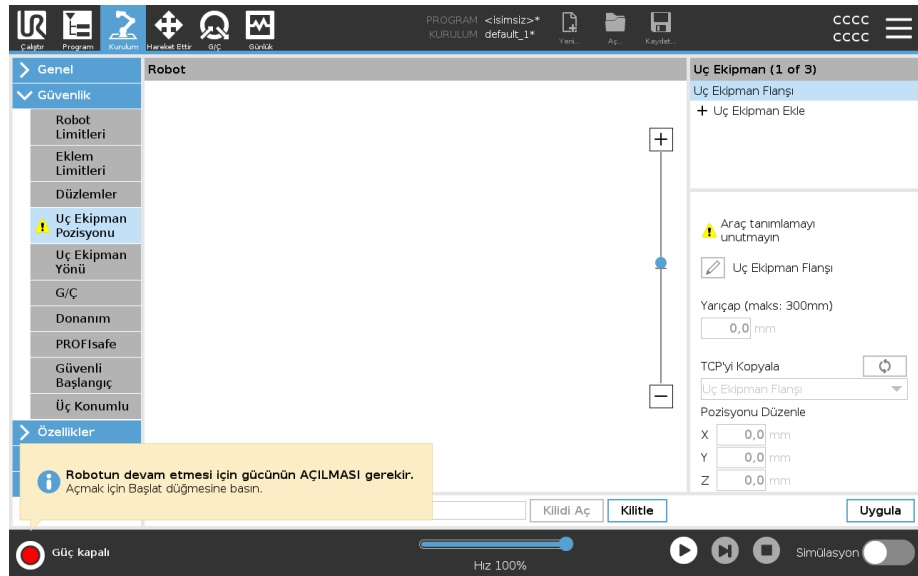 UR
Çalıştır
Program
Kurulum
Hareket Ettir
G/Ç
Günlük
PROGRAM <isimsiz>*
KURULUM default_1*
Yeni...
Aç...
Kaydet...
CCCC
CCCC
Genel
Güvenlik
Robot
Limitleri
Eklem
Limitleri
Düzlemler
Uç Ekipman
Pozisyonu
Uç Ekipman
Yönü
G/Ç
Donanım
PROFIsafe
Güvenli
Başlangıç
Üç Konumlu
Özellikler
Robot
Uç Ekipman (1 of 3)
Uç Ekipman Flanşı
+ Uç Ekipman Ekle
Araç tanımlamayı
unutmayın
Uç Ekipman Flanşı
Yarıçap (maks: 300mm)
0,0 mm
TCP'yi Kopyala
Uç Ekipman Flanşı
Pozisyonu Düzenle
X 0,0 mm
Y 0,0 mm
Z 0,0 mm
Robotun devam etmesi için gücünün AÇILMASI gerekir.
Açmak için Başlat düğmesine basın.
Kilidi Aç
Kilitle
Uygula
Güç kapalı
Hız 100%
Simülasyon